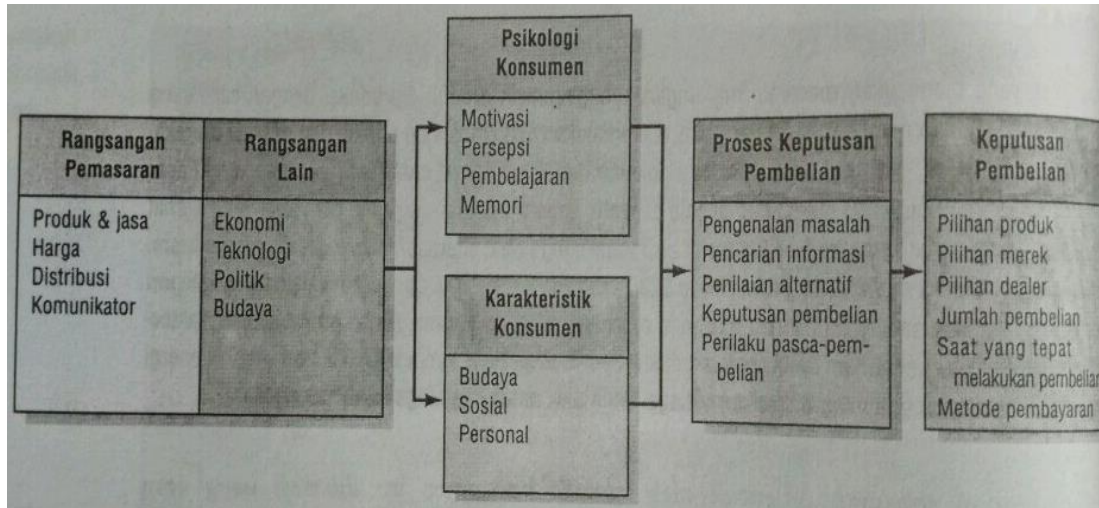 Rangsangan
Pemasaran
Produk & jasa
Harga
Distribusi
Komunikator
Rangsangan
Lain
Ekonomi
Teknologi
Politik
Budaya
Psikologi
Konsumen
Motivasi
Persepsi
Pembelajaran
Memori
Karakteristik
Konsumen
Budaya
Sosial
Personal
Proses Keputusan
Pembelian
Pengenalan masalah
Pencarian informasi
Penilaian alternatif
Keputusan pembelian
Perilaku pasca-pem-
belian
Keputusan
Pembelian
Pilihan produk
Pilihan merek
Pilihan dealer
Jumlah pembelian
Saat yang tepat
melakukan pembelian
Metode pembayaran